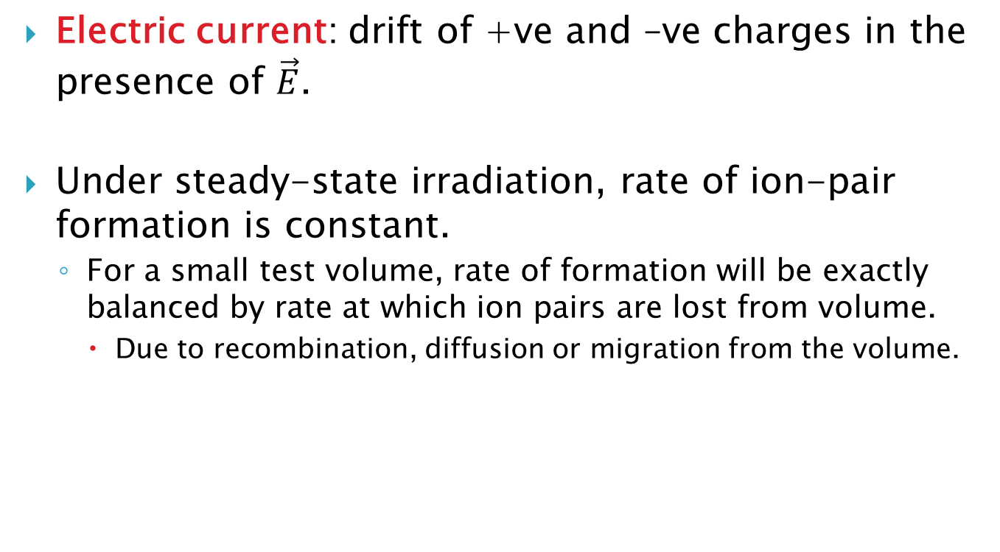 Electric current: drift of +ve and –ve charges in the
presence of E⃗.
Under steady-state irradiation, rate of ion-pair
formation is constant.
For a small test volume, rate of formation will be exactly
balanced by rate at which ion pairs are lost from volume.
Due to recombination, diffusion or migration from the volume.